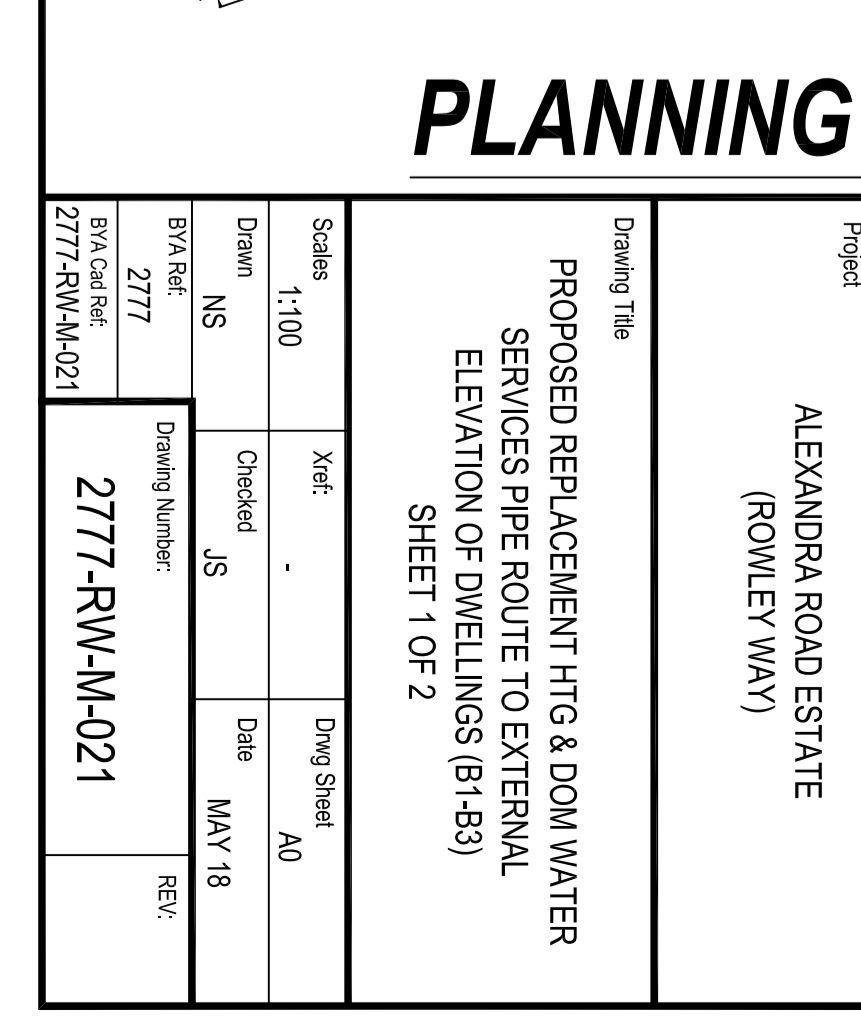 PLANNING
Project
ALEXANDRA ROAD ESTATE
(ROWLEY WAY)
Drawing Title
PROPOSED REPLACEMENT HTG & DOM WATER
SERVICES PIPE ROUTE TO EXTERNAL
ELEVATION OF DWELLINGS (B1-B3)
SHEET 1 OF 2
Scales
1:100
Xref:
-
Drwg Sheet
A0
Drawn
NS
Checked
JS
Date
MAY 18
BYA Ref:
2777
BYA Cad Ref:
2777-RW-M-021
Drawing Number:
2777-RW-M-021
REV: